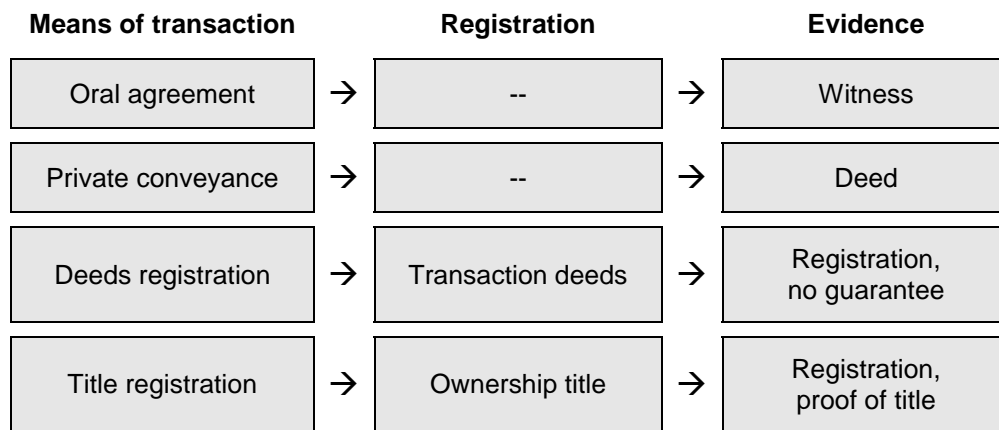 Means of transaction Registration Evidence
Oral agreement → -- → Witness
Private conveyance → -- → Deed
Deeds registration → Transaction deeds → Registration,
no guarantee
Title registration → Ownership title → Registration,
proof of title